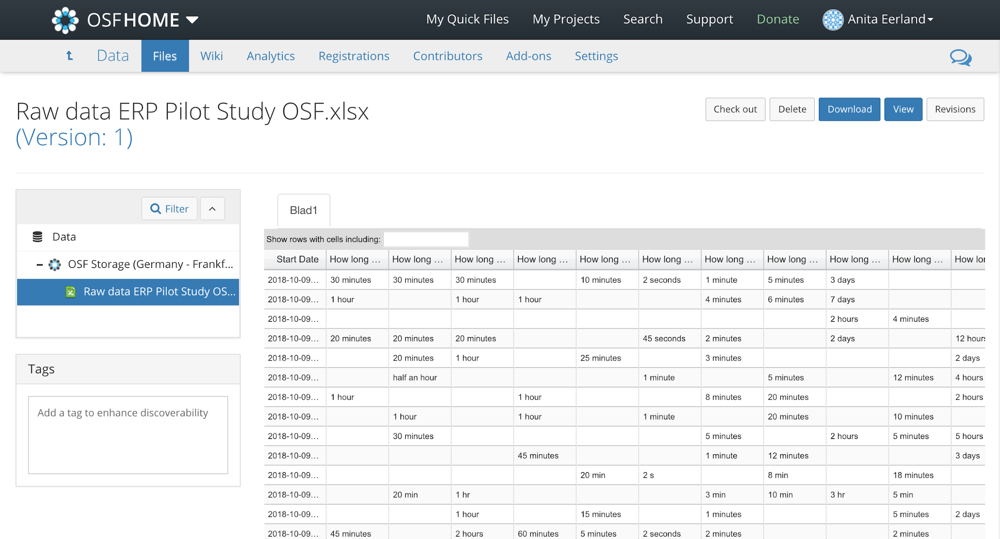 OSFHOME My Quick Files My Projects Search Support Donate Anita Eerland
Data Files Wiki Analytics Registrations Contributors Add-ons Settings
Raw data ERP Pilot Study OSF.xlsx
(Version: 1)
Check out Delete Download View Revisions
Filter
Data
OSF Storage (Germany - Frankf...
Raw data ERP Pilot Study OS...
Tags
Add a tag to enhance discoverability
Blad1
Show rows with cells including:
Start Date How long ... How long ... How long ... How long ... How long ... How long ... How long ... How long ... How long ... How long ... How lon
2018-10-09... 30 minutes 30 minutes 30 minutes 10 minutes 2 seconds 1 minute 5 minutes 3 days
2018-10-09... 1 hour 1 hour 1 hour 4 minutes 6 minutes 7 days
2018-10-09... 2 hours 4 minutes
2018-10-09... 20 minutes 20 minutes 20 minutes 45 seconds 2 minutes 2 days 12 hours
2018-10-09... 20 minutes 1 hour 25 minutes 3 minutes 2 days
2018-10-09... half an hour 1 minute 5 minutes 12 minutes 4 hours
2018-10-09... 1 hour 1 hour 8 minutes 20 minutes 2 hours
2018-10-09... 1 hour 1 hour 1 minute 20 minutes 10 minutes
2018-10-09... 30 minutes 5 minutes 2 hours 5 minutes 5 hours
2018-10-09... 45 minutes 1 minute 12 minutes 3 days
2018-10-09... 20 min 2 s 8 min 18 minutes
2018-10-09... 20 min 1 hr 3 min 10 min 3 hr 5 min
2018-10-09... 1 hour 15 minutes 1 minutes 5 minutes 2 days
2018-10-09... 45 minutes 2 hours 60 minutes 5 minutes 2 seconds 2 minutes 2 minutes